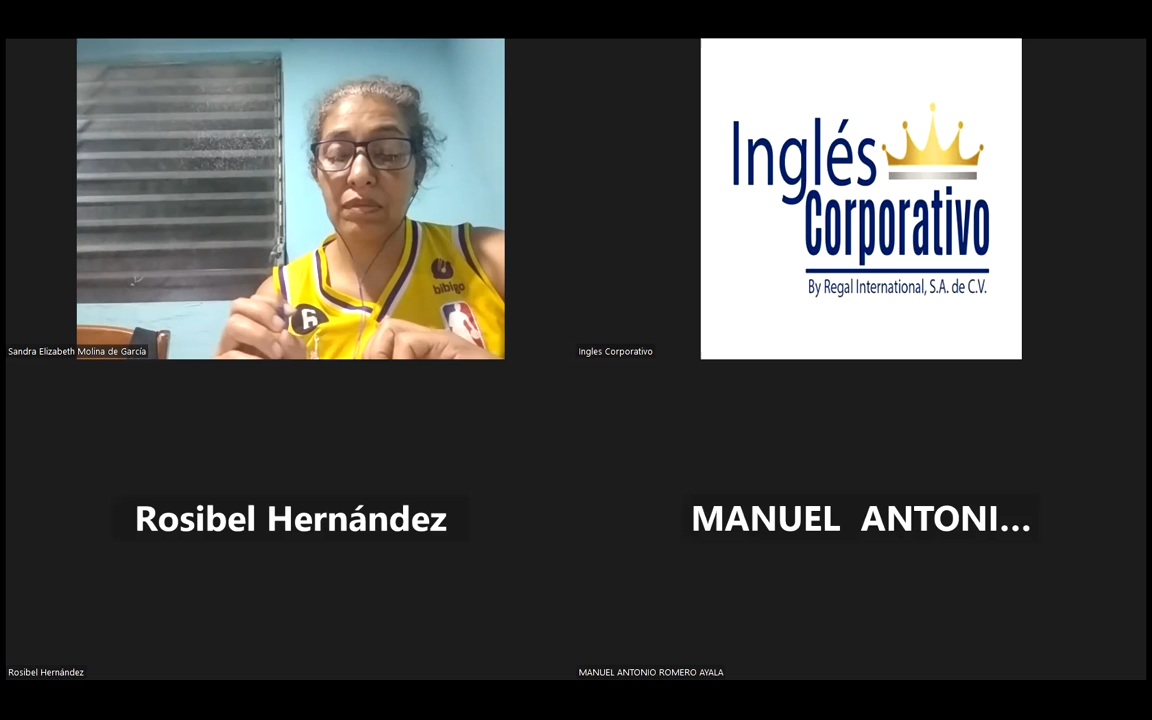 Inglés
Corporativo
By Regal International, S.A. de C.V.
bibigo
6
Sandra Elizabeth Molina de García
Ingles Corporativo
Rosibel Hernández
MANUEL ANTONI...
Rosibel Hernández
MANUEL ANTONIO ROMERO AYALA